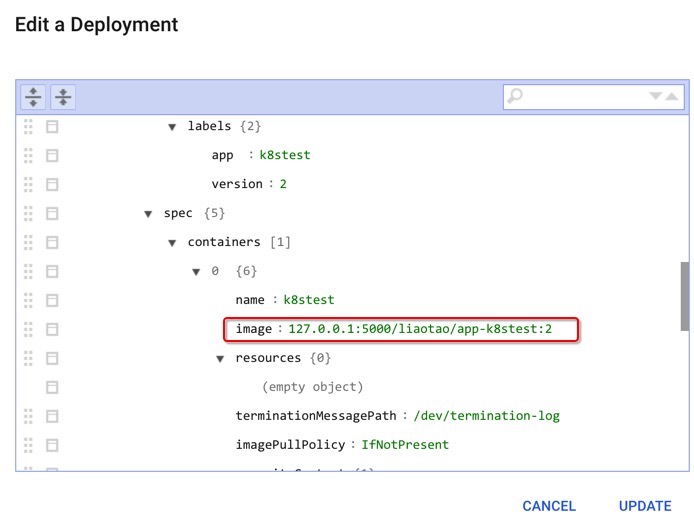 Edit a Deployment
labels {2}
app : k8stest
version : 2
spec {5}
containers [1]
0 {6}
name : k8stest
image : 127.0.0.1:5000/liaotao/app-k8stest:2
resources {0}
(empty object)
terminationMessagePath : /dev/termination-log
imagePullPolicy : IfNotPresent
CANCEL UPDATE